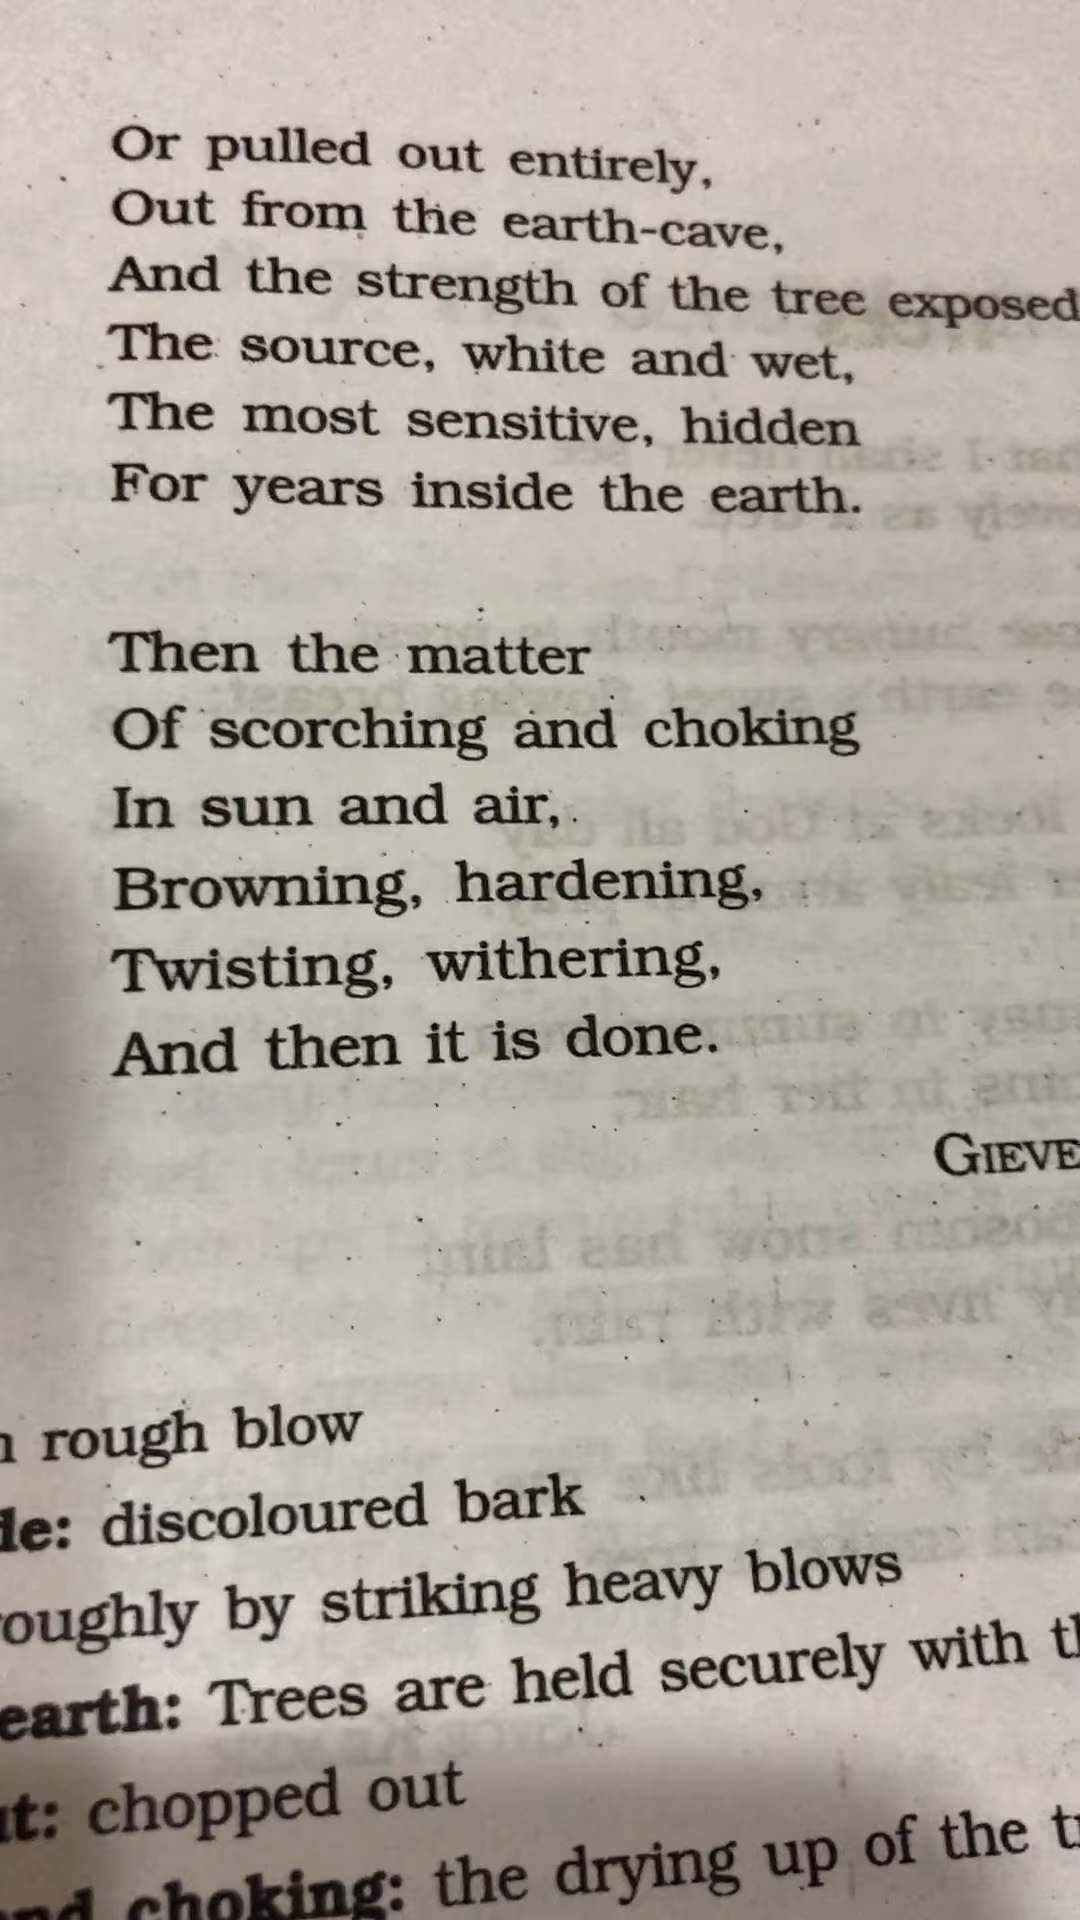 Or pulled out entirely,
Out from the earth-cave,
And the strength of the tree exposed
The source, white and wet,
The most sensitive, hidden
For years inside the earth.
Then the matter
Of scorching and choking
In sun and air,
Browning, hardening,
Twisting, withering,
And then it is done.
GIEVE
rough blow
discoloured bark
by striking heavy blows
earth: Trees are held securely with
chopped out
choking: the drying up of the